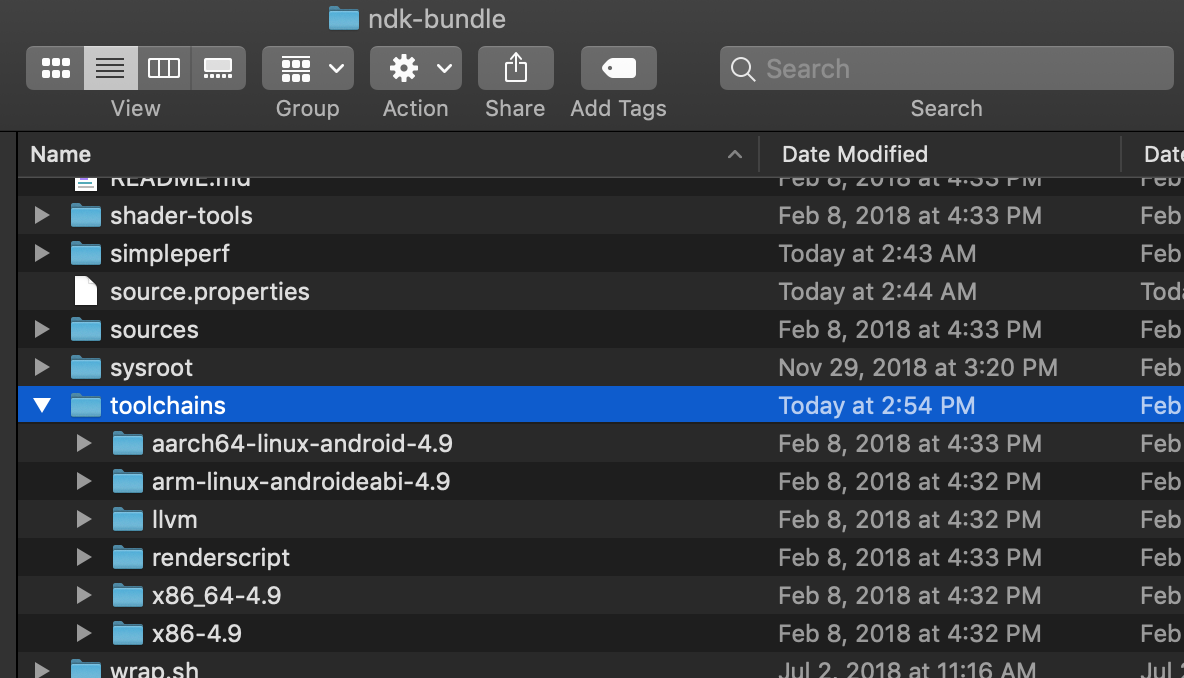 ndk-bundle
Search
View Group Action Share Add Tags Search
Name Date Modified Date
README.md Feb 8, 2018 at 4:33 PM Feb
shader-tools Feb 8, 2018 at 4:33 PM Feb
simpleperf Today at 2:43 AM Feb
source.properties Today at 2:44 AM Toda
sources Feb 8, 2018 at 4:33 PM Feb
sysroot Nov 29, 2018 at 3:20 PM Feb
toolchains Today at 2:54 PM Feb
aarch64-linux-android-4.9 Feb 8, 2018 at 4:33 PM Feb
arm-linux-androideabi-4.9 Feb 8, 2018 at 4:32 PM Feb
llvm Feb 8, 2018 at 4:32 PM Feb
renderscript Feb 8, 2018 at 4:33 PM Feb
x86_64-4.9 Feb 8, 2018 at 4:32 PM Feb
x86-4.9 Feb 8, 2018 at 4:32 PM Feb
wrap.sh Jul 2, 2018 at 11:16 AM Jul 2